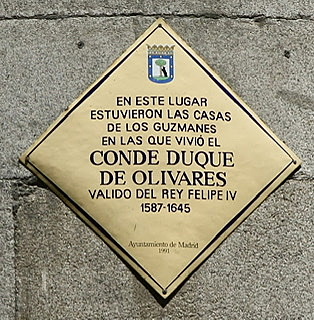 EN ESTE LUGAR
ESTUVIERON LAS CASAS
DE LOS GUZMANES
EN LAS QUE VIVIÓ EL
CONDE DUQUE
DE OLIVARES
VALIDO DEL REY FELIPE IV
1587-1645
Ayuntamiento de Madrid
1991